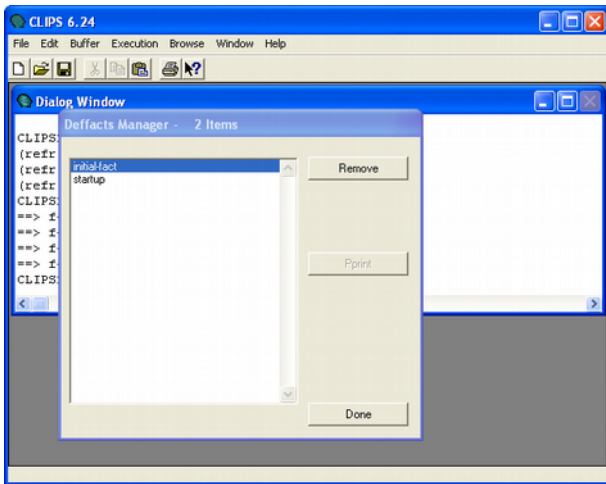 CLIPS 6.24
File Edit Buffer Execution Browse Window Help
Dialog Window
Deffacts Manager - 2 Items
CLIPS
(refr
(refr
(refr
CLIPS
==> f
==> f
==> f
==> f
CLIPS
initial-fact
startup
Remove
Pprint
Done